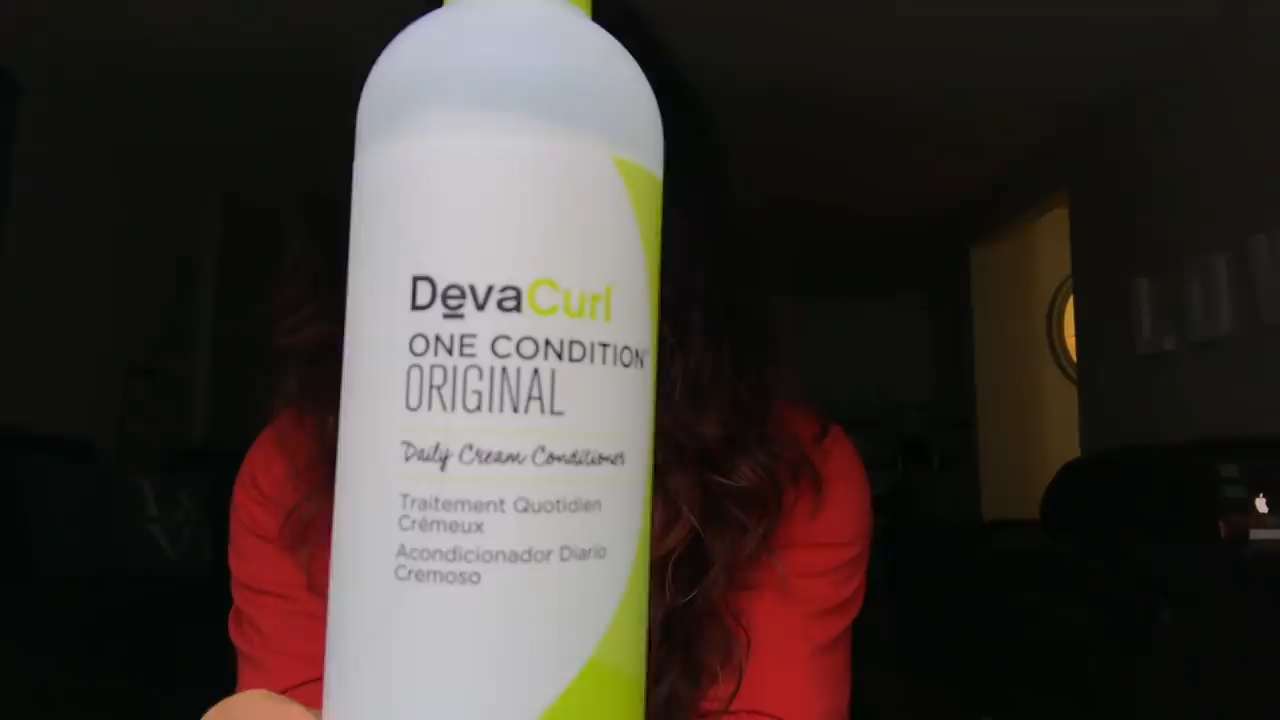 DevaCurl
ONE CONDITION
ORIGINAL
Daily Cream Conditioner
Traitement Quotidien
Crémeux
Acondicionador Diario
Cremoso